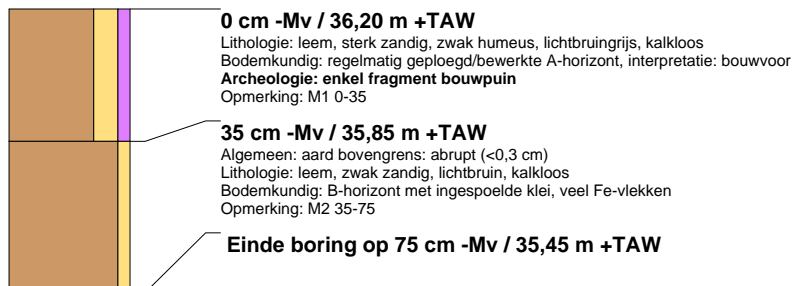 0 cm -Mv / 36,20 m +TAW
Lithologie: leem, sterk zandig, zwak humeus, lichtbruingrijs, kalkloos
Bodemkundig: regelmatig geploegd/bewerkte A-horizont, interpretatie: bouwvoor
Archeologie: enkel fragment bouwpuin
Opmerking: M1 0-35
35 cm -Mv / 35,85 m +TAW
Algemeen: aard bovengrens: abrupt (<0,3 cm)
Lithologie: leem, zwak zandig, lichtbruin, kalkloos
Bodemkundig: B-horizont met ingespoelde klei, veel Fe-vlekken
Opmerking: M2 35-75
Einde boring op 75 cm -Mv / 35,45 m +TAW